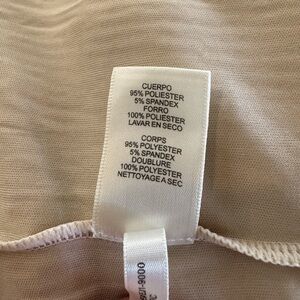 CUERPO
95% POLIESTER
5% SPANDEX
FORRO
100% POLIESTER
LAVAR EN SECO
CORPS
95% POLYESTER
5% SPANDEX
DOUBLURE
100% POLYESTER
NETTOYAGE A SEC